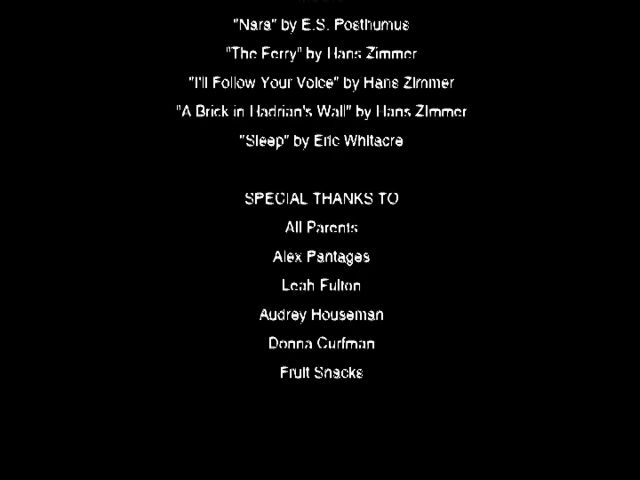 "Nara" by E.S. Posthumus
"The Ferry" by Hans Zimmer
"I'll Follow Your Voice" by Hans Zimmer
"A Brick in Hadrian's Wall" by Hans Zimmer
"Sleep" by Eric Whitacre
SPECIAL THANKS TO
All Parents
Alex Pantages
Leah Fulton
Audrey Houseman
Donna Curfman
Fruit Snacks